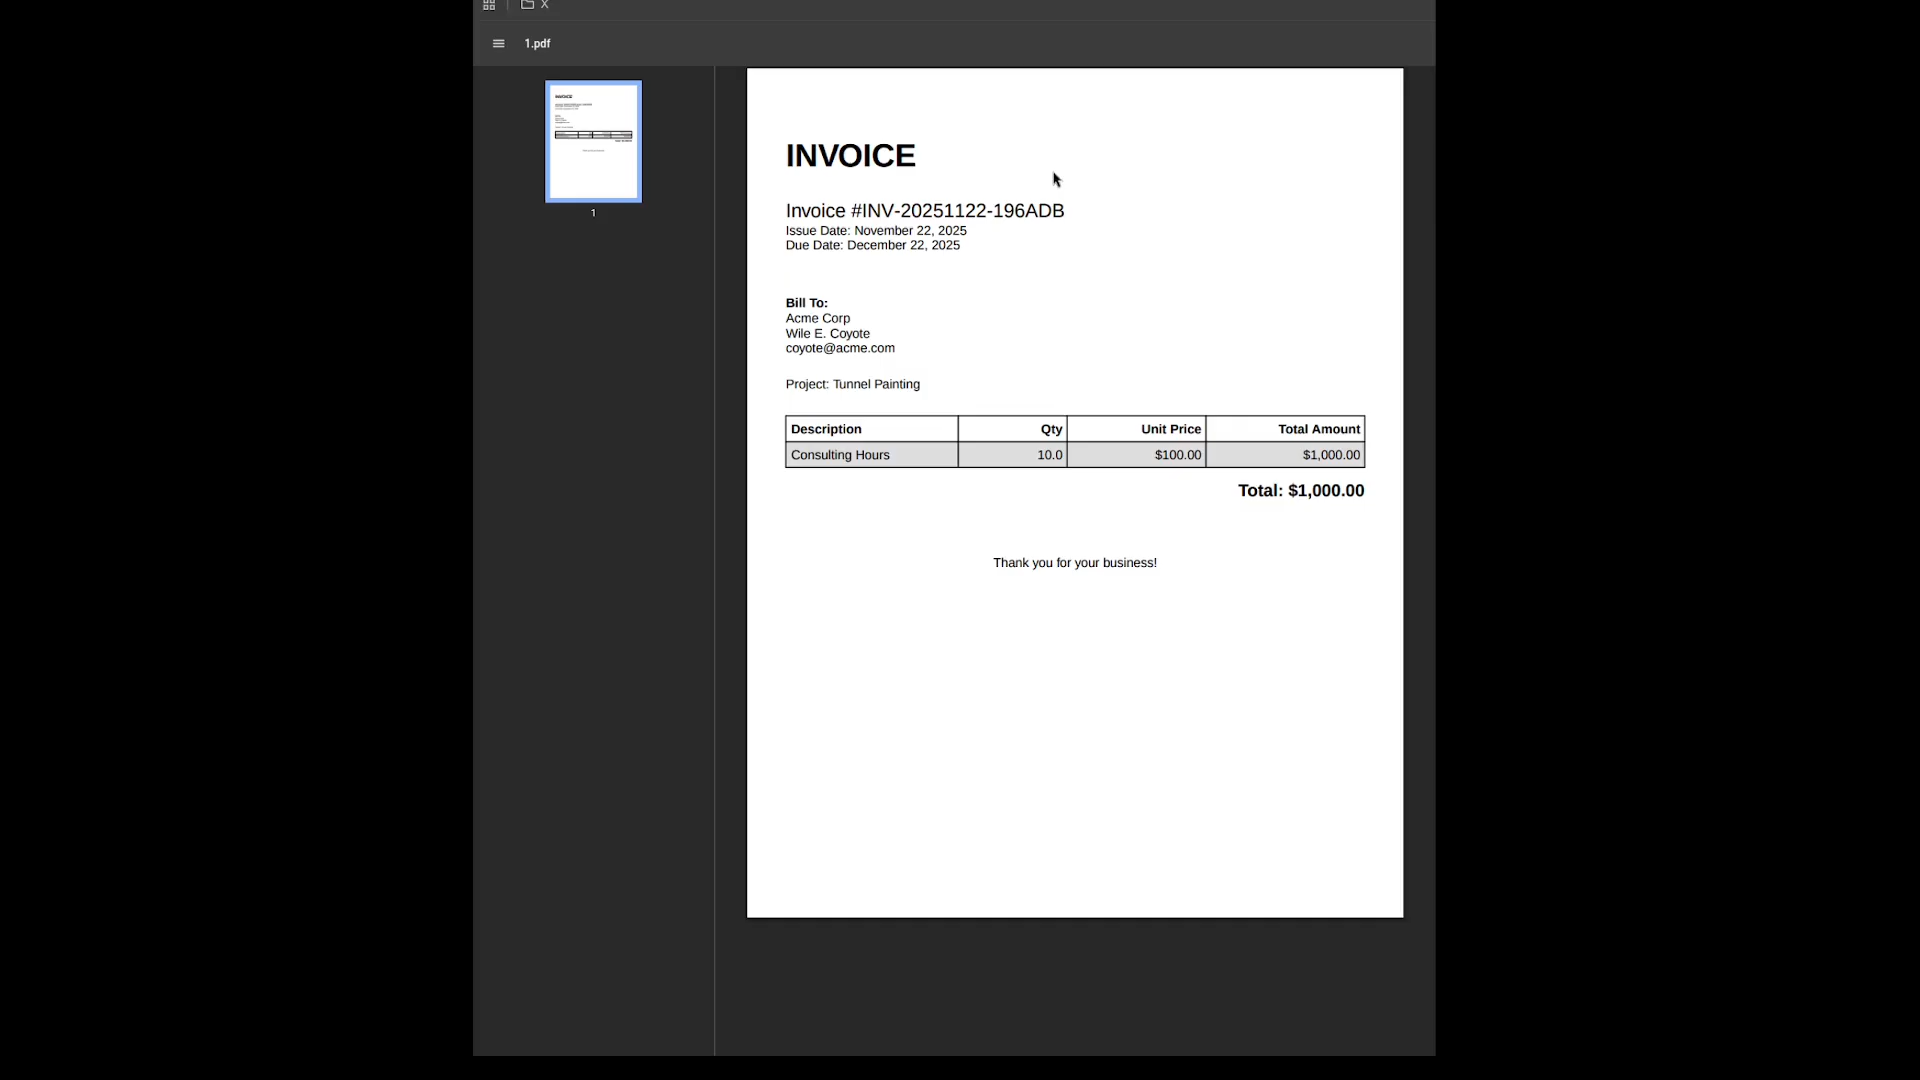 X
1.pdf
1
INVOICE
Invoice #INV-20251122-196ADB
Issue Date: November 22, 2025
Due Date: December 22, 2025
Bill To:
Acme Corp
Wile E. Coyote
coyote@acme.com
Project: Tunnel Painting
Description Qty Unit Price Total Amount
Consulting Hours 10.0 $100.00 $1,000.00
Total: $1,000.00
Thank you for your business!